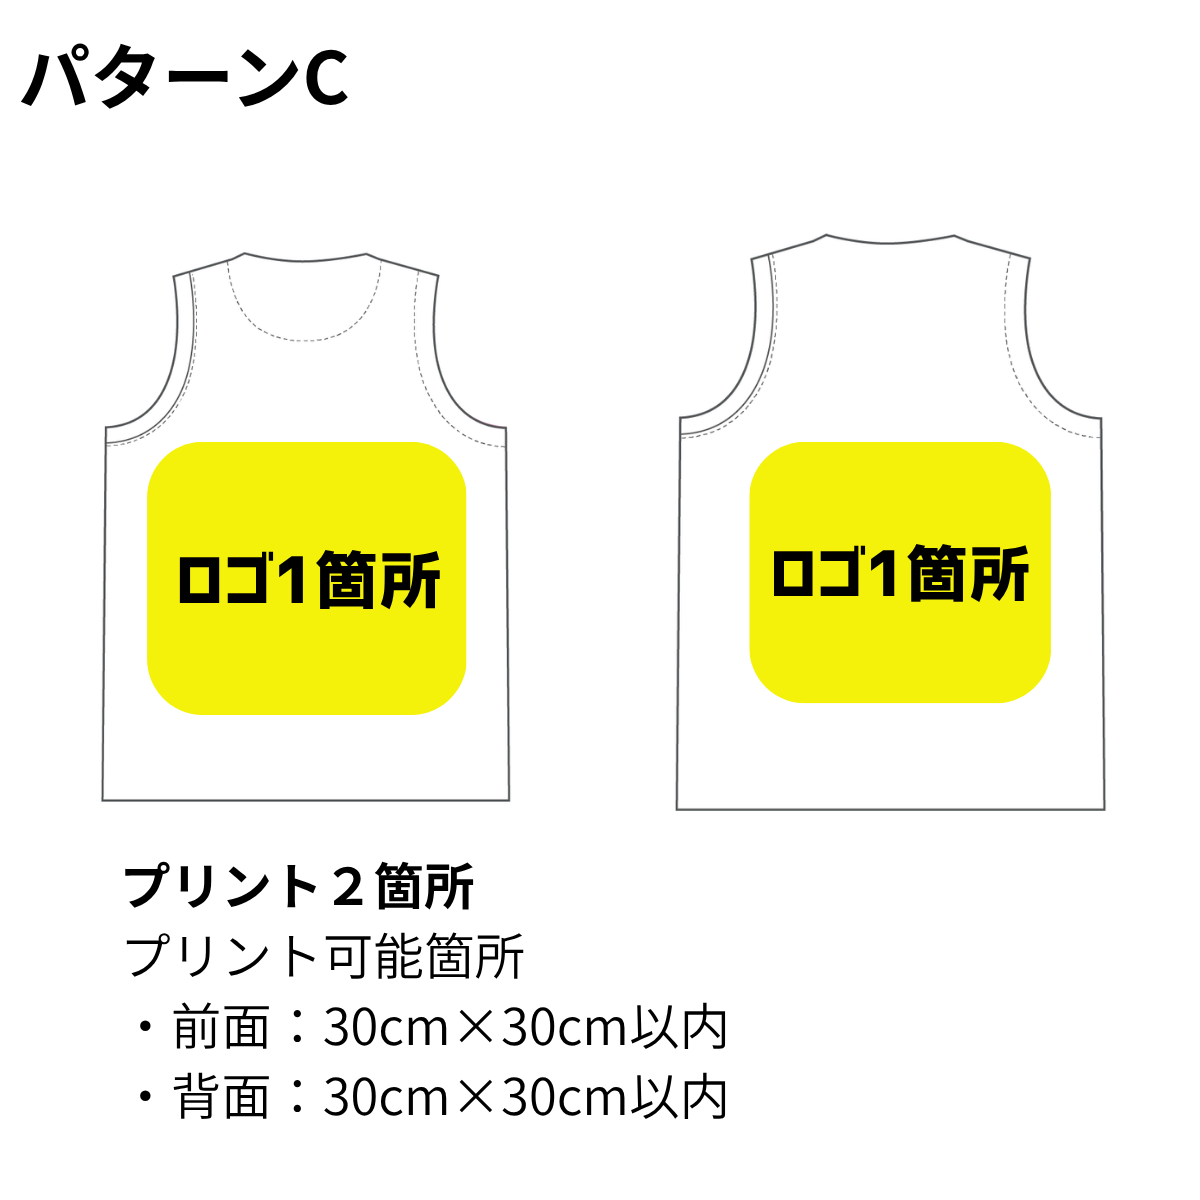 パターンC
ロゴ1箇所
ロゴ1箇所
プリント２箇所
プリント可能箇所
・前面：30cm×30cm以内
・背面：30cm×30cm以内